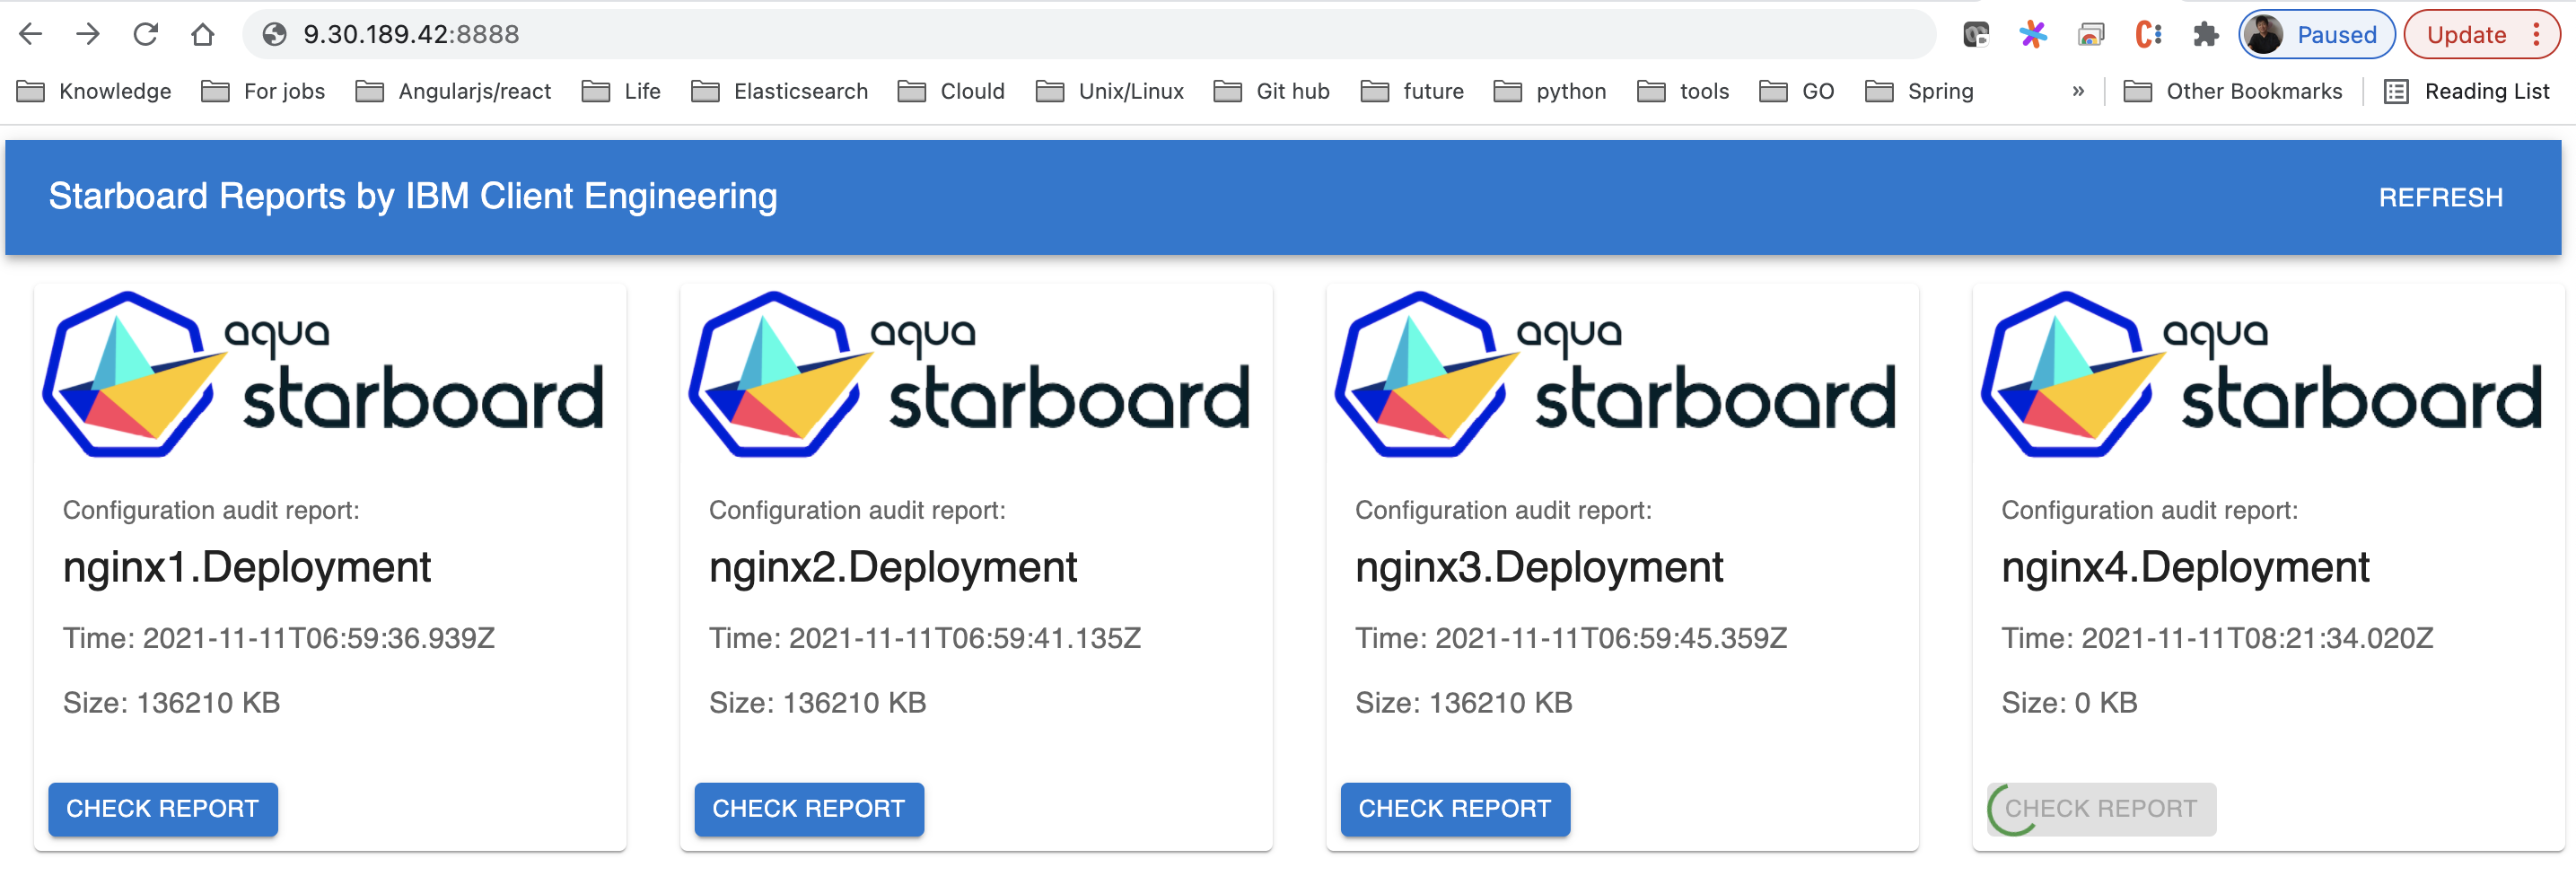 9.30.189.42:8888
Paused
Update
Knowledge
For jobs
Angularjs/react
Life
Elasticsearch
Clould
Unix/Linux
Git hub
future
python
tools
GO
Spring
»
Other Bookmarks
Reading List
Starboard Reports by IBM Client Engineering
REFRESH
aqua
starboard
Configuration audit report:
nginx1.Deployment
Time: 2021-11-11T06:59:36.939Z
Size: 136210 KB
CHECK REPORT
aqua
starboard
Configuration audit report:
nginx2.Deployment
Time: 2021-11-11T06:59:41.135Z
Size: 136210 KB
CHECK REPORT
aqua
starboard
Configuration audit report:
nginx3.Deployment
Time: 2021-11-11T06:59:45.359Z
Size: 136210 KB
CHECK REPORT
aqua
starboard
Configuration audit report:
nginx4.Deployment
Time: 2021-11-11T08:21:34.020Z
Size: 0 KB
CHECK REPORT